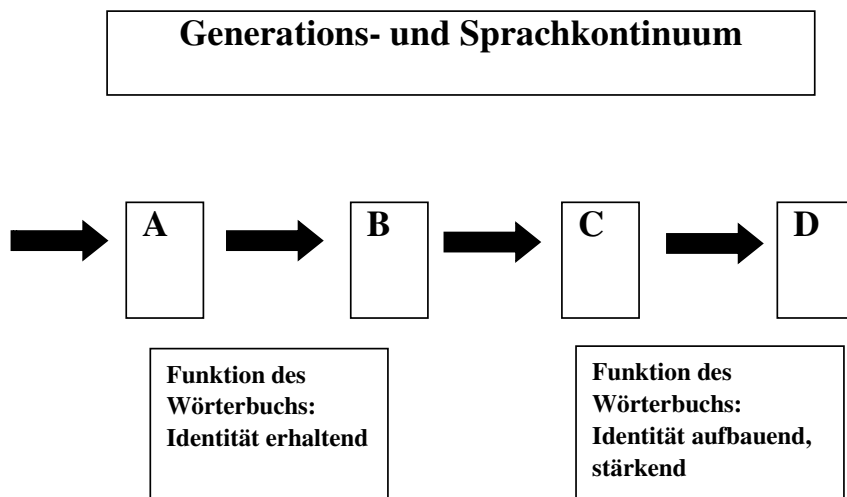 Generations- und Sprachkontinuum
A
B
C
D
Funktion des
Wörterbuchs:
Identität erhaltend
Funktion des
Wörterbuchs:
Identität aufbauend,
stärkend